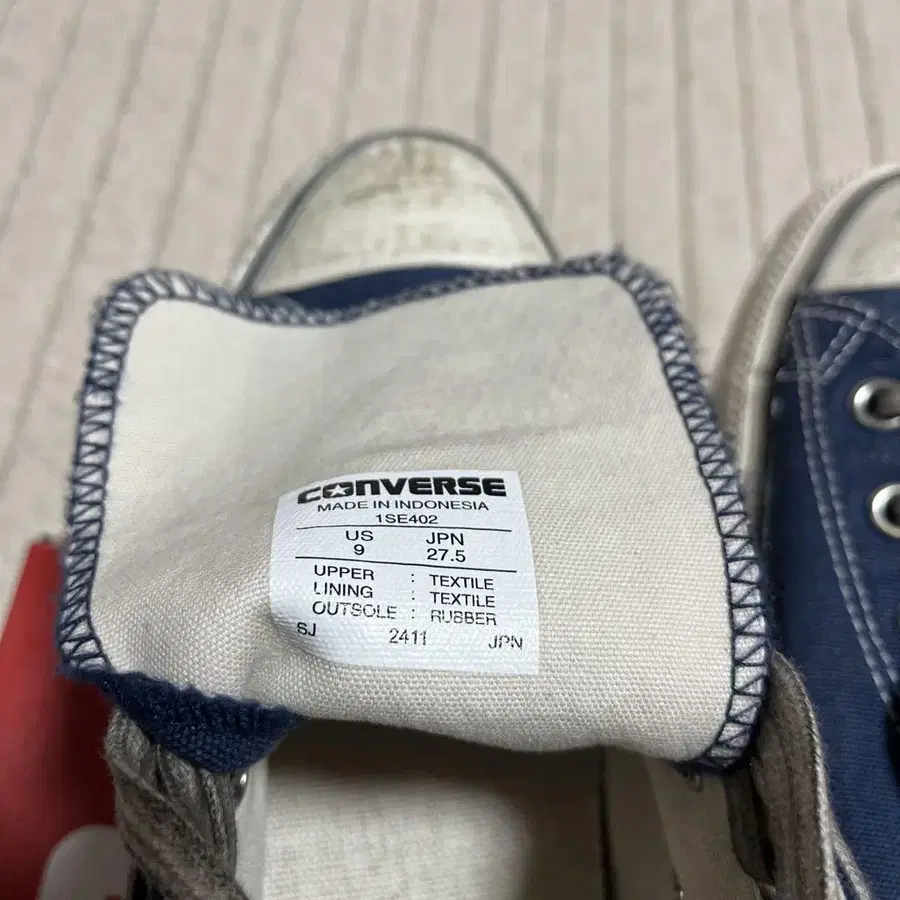 CONVERSE
MADE IN INDONESIA
1SE402
US JPN
9 27.5
UPPER : TEXTILE
LINING : TEXTILE
OUTSOLE : RUBBER
SJ 2411 JPN